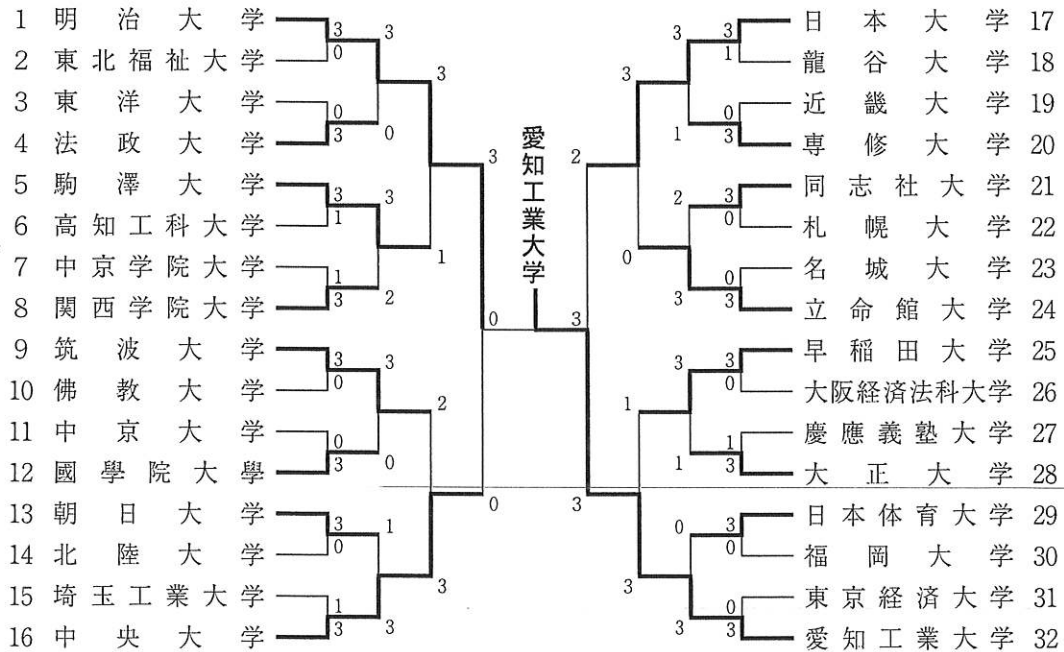 1 明治大学
2 東北福祉大学
3 東洋大学
4 法政大学
5 駒澤大学
6 高知工科大学
7 中京学院大学
8 関西学院大学
9 筑波大学
10 佛教大学
11 中京大学
12 國學院大學
13 朝日大学
14 北陸大学
15 埼玉工業大学
16 中央大学
3
0
0
3
3
1
1
3
3
0
0
3
3
0
1
3
3
0
3
2
3
0
1
3
3
1
2
3
3
0
0
愛知工業大学
3
2
3
3
0
1
3
3
1
2
3
3
1
0
3
3
1
0
3
3
0
0
3
3
0
1
3
3
0
0
3
日本大学 17
龍谷大学 18
近畿大学 19
専修大学 20
同志社大学 21
札幌大学 22
名城大学 23
立命館大学 24
早稲田大学 25
大阪経済法科大学 26
慶應義塾大学 27
大正大学 28
日本体育大学 29
福岡大学 30
東京経済大学 31
愛知工業大学 32